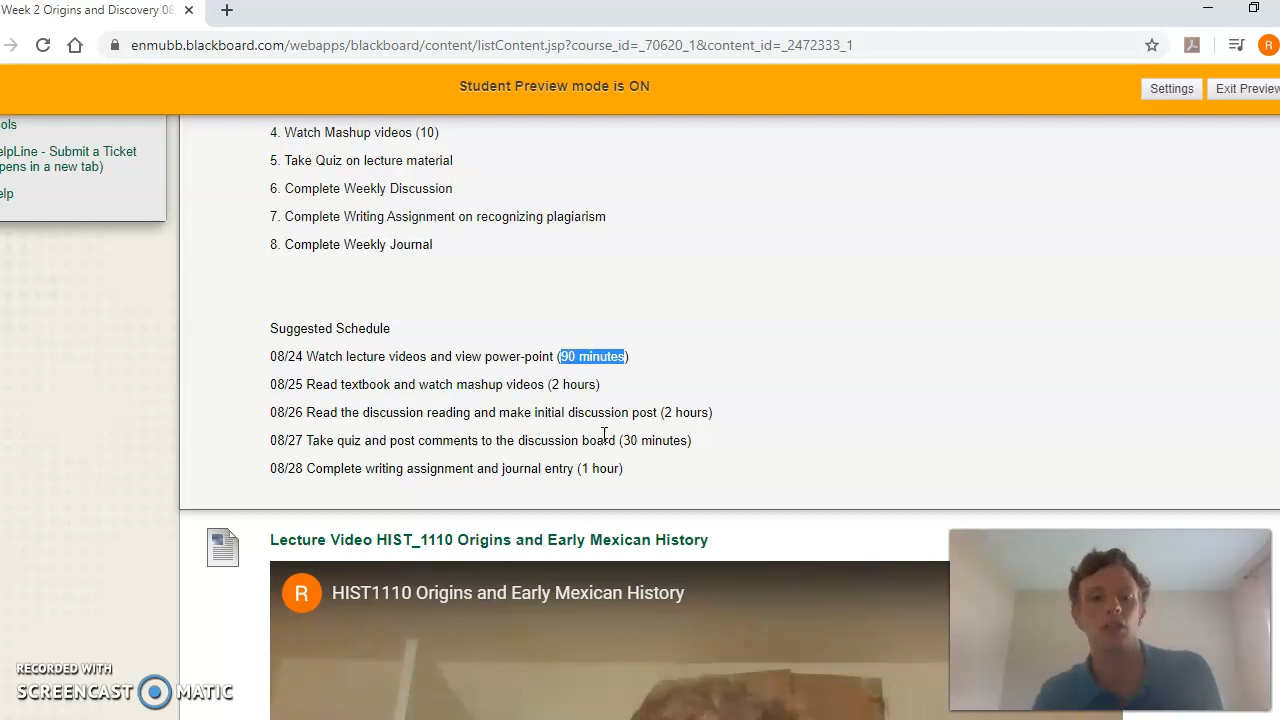 Week 2 Origins and Discovery 08
enmubb.blackboard.com/webapps/blackboard/content/listContent.jsp?course_id=_70620_1&content_id=_2472333_1
R
Student Preview mode is ON
Settings
Exit Preview
ols
elpLine - Submit a Ticket
pens in a new tab)
elp
4. Watch Mashup videos (10)
5. Take Quiz on lecture material
6. Complete Weekly Discussion
7. Complete Writing Assignment on recognizing plagiarism
8. Complete Weekly Journal
Suggested Schedule
08/24 Watch lecture videos and view power-point (90 minutes)
08/25 Read textbook and watch mashup videos (2 hours)
08/26 Read the discussion reading and make initial discussion post (2 hours)
08/27 Take quiz and post comments to the discussion board (30 minutes)
08/28 Complete writing assignment and journal entry (1 hour)
Lecture Video HIST_1110 Origins and Early Mexican History
R
HIST1110 Origins and Early Mexican History
RECORDED WITH
SCREENCAST MATIC